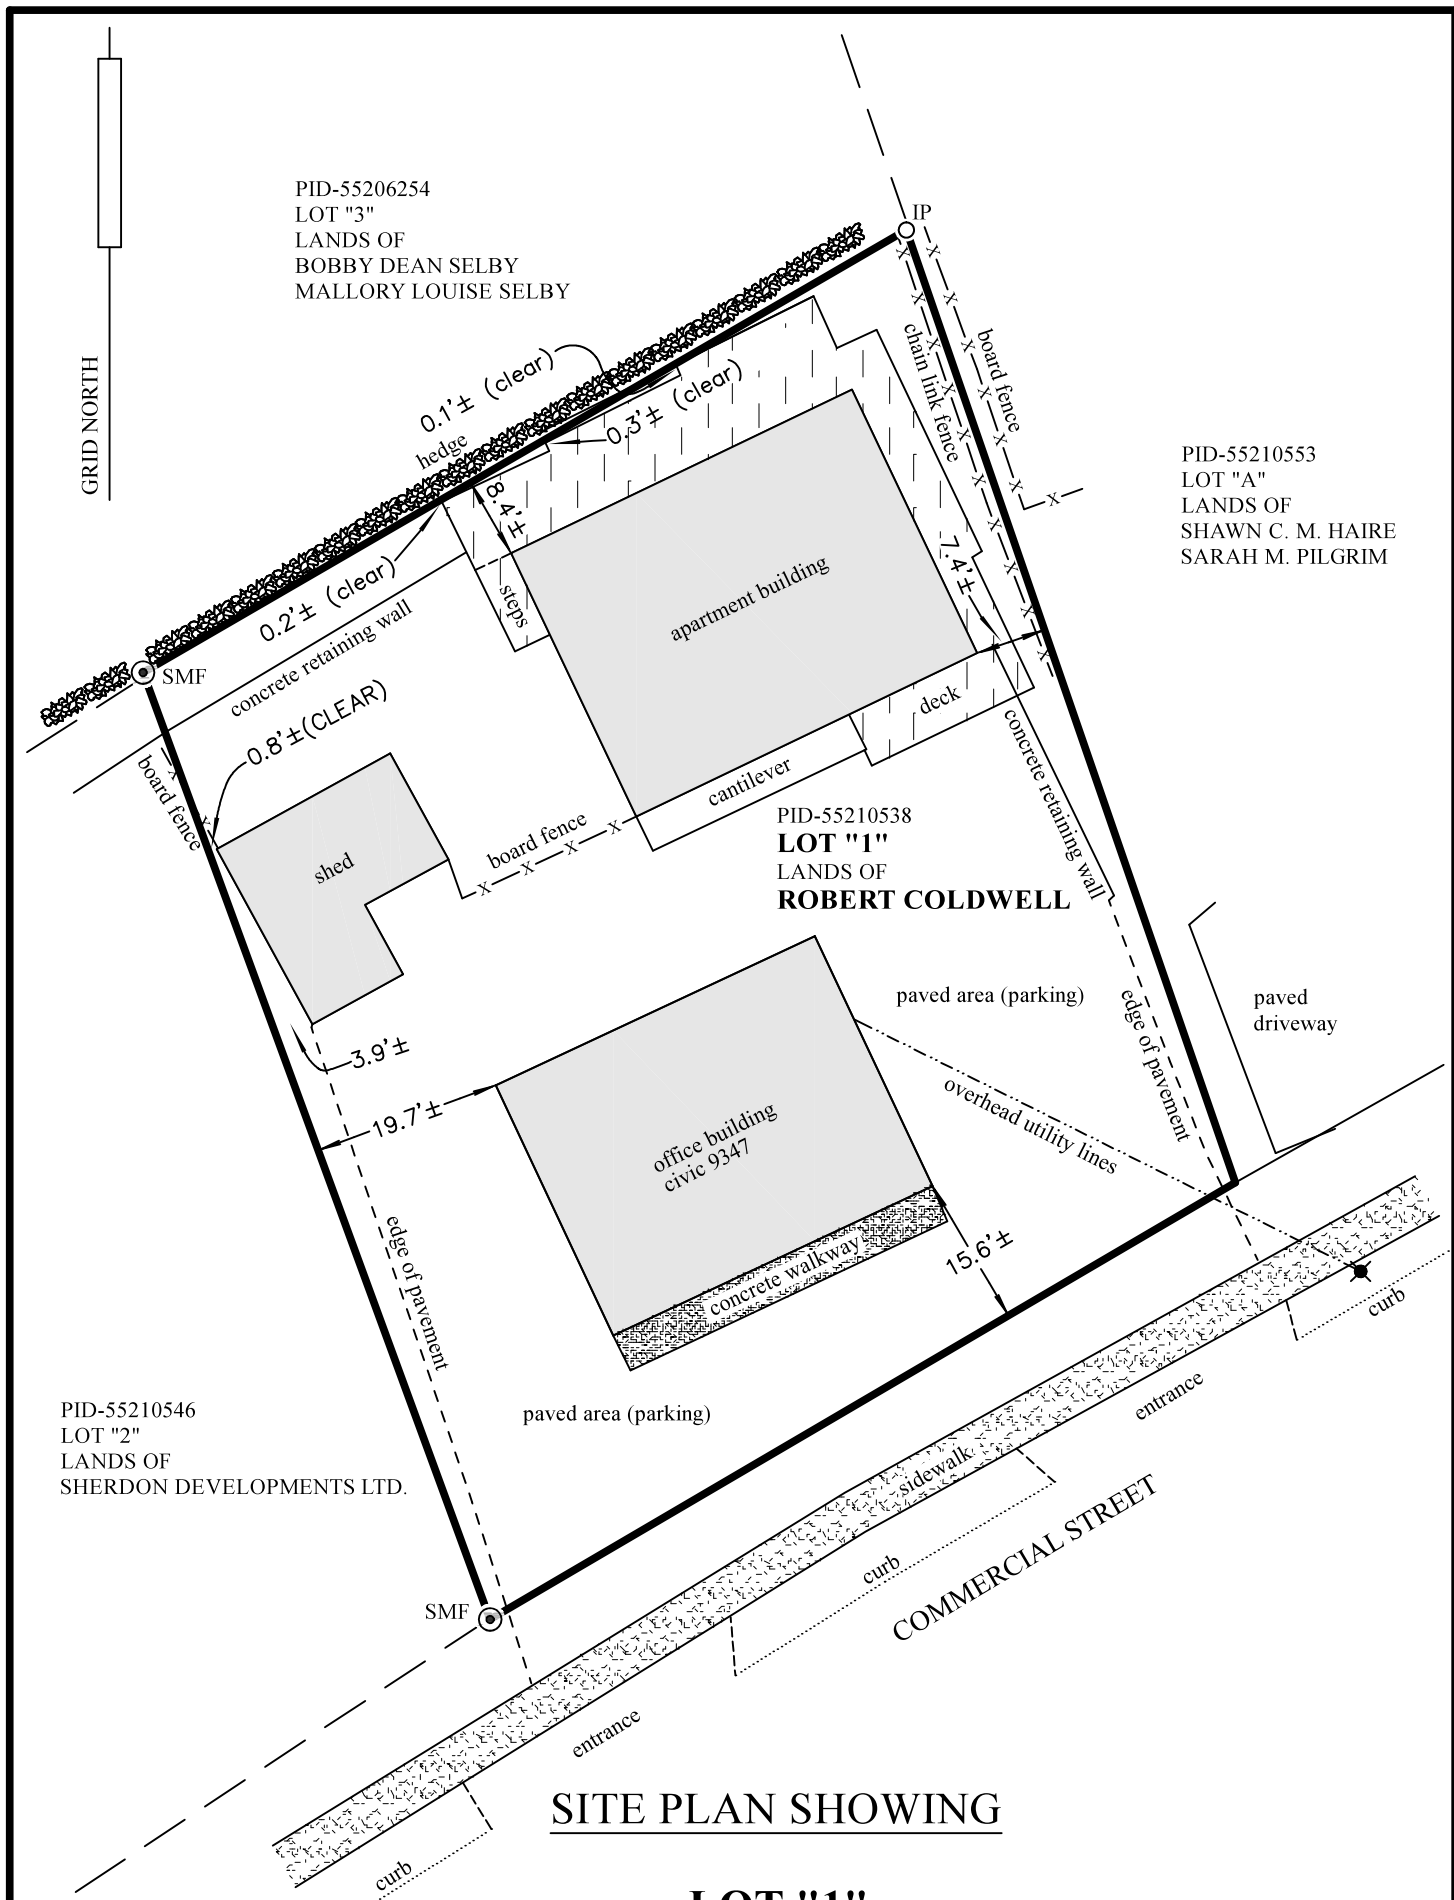 PID-55206254
LOT "3"
LANDS OF
BOBBY DEAN SELBY
MALLORY LOUISE SELBY
IP
GRID NORTH
0.1'± (clear)
hedge
0.3'± (clear)
chain link fence
board fence
PID-55210553
LOT "A"
LANDS OF
SHAWN C. M. HAIRE
SARAH M. PILGRIM
8.4'±
7.4'±
0.2'± (clear)
steps
apartment building
SMF
concrete retaining wall
0.8'±(CLEAR)
deck
board fence
cantilever
concrete retaining wall
board fence
shed
PID-55210538
LOT "1"
LANDS OF
ROBERT COLDWELL
paved area (parking)
paved
driveway
3.9'±
edge of pavement
19.7'±
overhead utility lines
office building
civic 9347
edge of pavement
concrete walkway
15.6'±
curb
entrance
PID-55210546
LOT "2"
LANDS OF
SHERDON DEVELOPMENTS LTD.
paved area (parking)
sidewalk
curb
COMMERCIAL STREET
SMF
entrance
SITE PLAN SHOWING
curb
LOT "1"